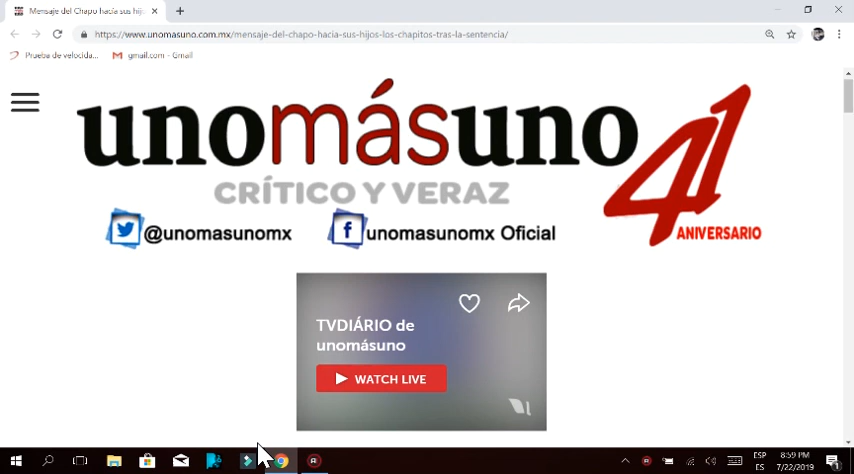 Mensaje del Chapo hacía sus hij
https://www.unomasuno.com.mx/mensaje-del-chapo-hacia-sus-hijos-los-chapitos-tras-la-sentencia/
Prueba de velocida... gmail.com - Gmail
unomásuno 41
CRÍTICO Y VERAZ
@unomasunomx unomasunomx Oficial
ANIVERSARIO
TVDIÁRIO de
unomásuno
WATCH LIVE
ESP 8:59 PM
ES 7/22/2019